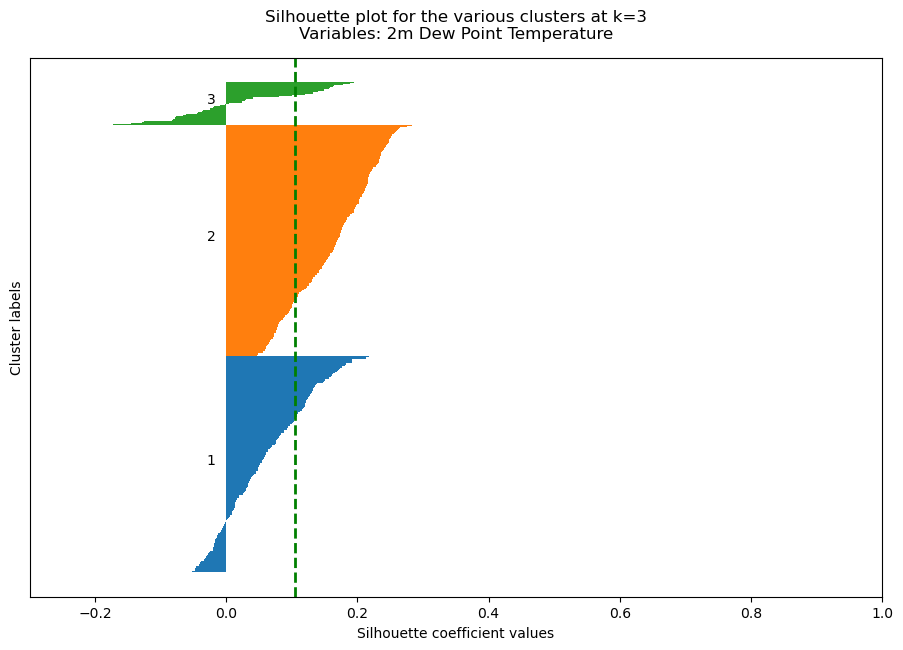 Silhouette plot for the various clusters at k=3
Variables: 2m Dew Point Temperature
Cluster labels
3
2
1
−0.2 0.0 0.2 0.4 0.6 0.8 1.0
Silhouette coefficient values